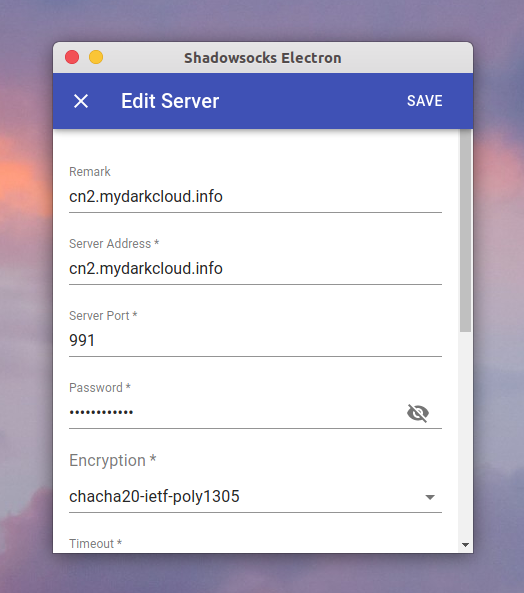 Shadowsocks Electron
Edit Server
SAVE
Remark
cn2.mydarkcloud.info
Server Address *
cn2.mydarkcloud.info
Server Port *
991
Password *
••••••••••••
Encryption *
chacha20-ietf-poly1305
Timeout *